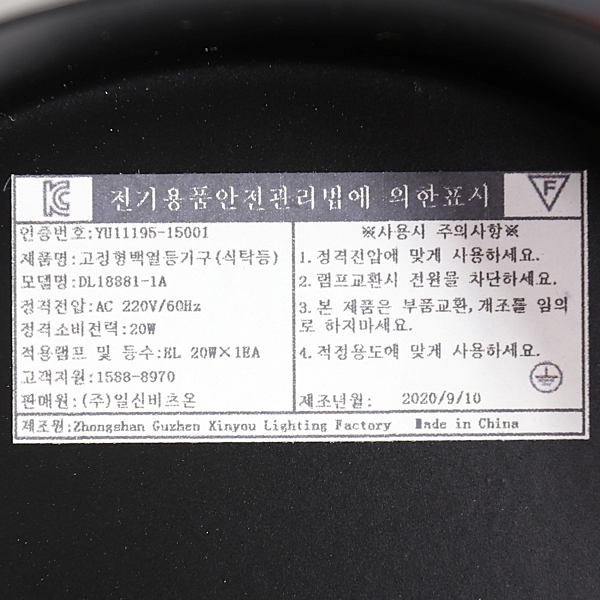 KC 전기용품안전관리법에 의한표시 F
인증번호:YU11195-15001
제품명:고정형백열등기구(식탁등)
모델명:DL18881-1A
정격전압:AC 220V/60Hz
정격소비전력:20W
적용램프 및 등수:EL 20W×1EA
고객지원:1588-8970
판매원:(주)일신비츠온
※사용시 주의사항※
1.정격전압에 맞게 사용하세요.
2.램프교환시 전원을 차단하세요.
3.본 제품은 부품교환,개조를 임의
로 하지마세요.
4.적정용도에 맞게 사용하세요.
제조년월: 2020/9/10
제조원:Zhongshan Guzhen Xinyou Lighting Factory Made in China